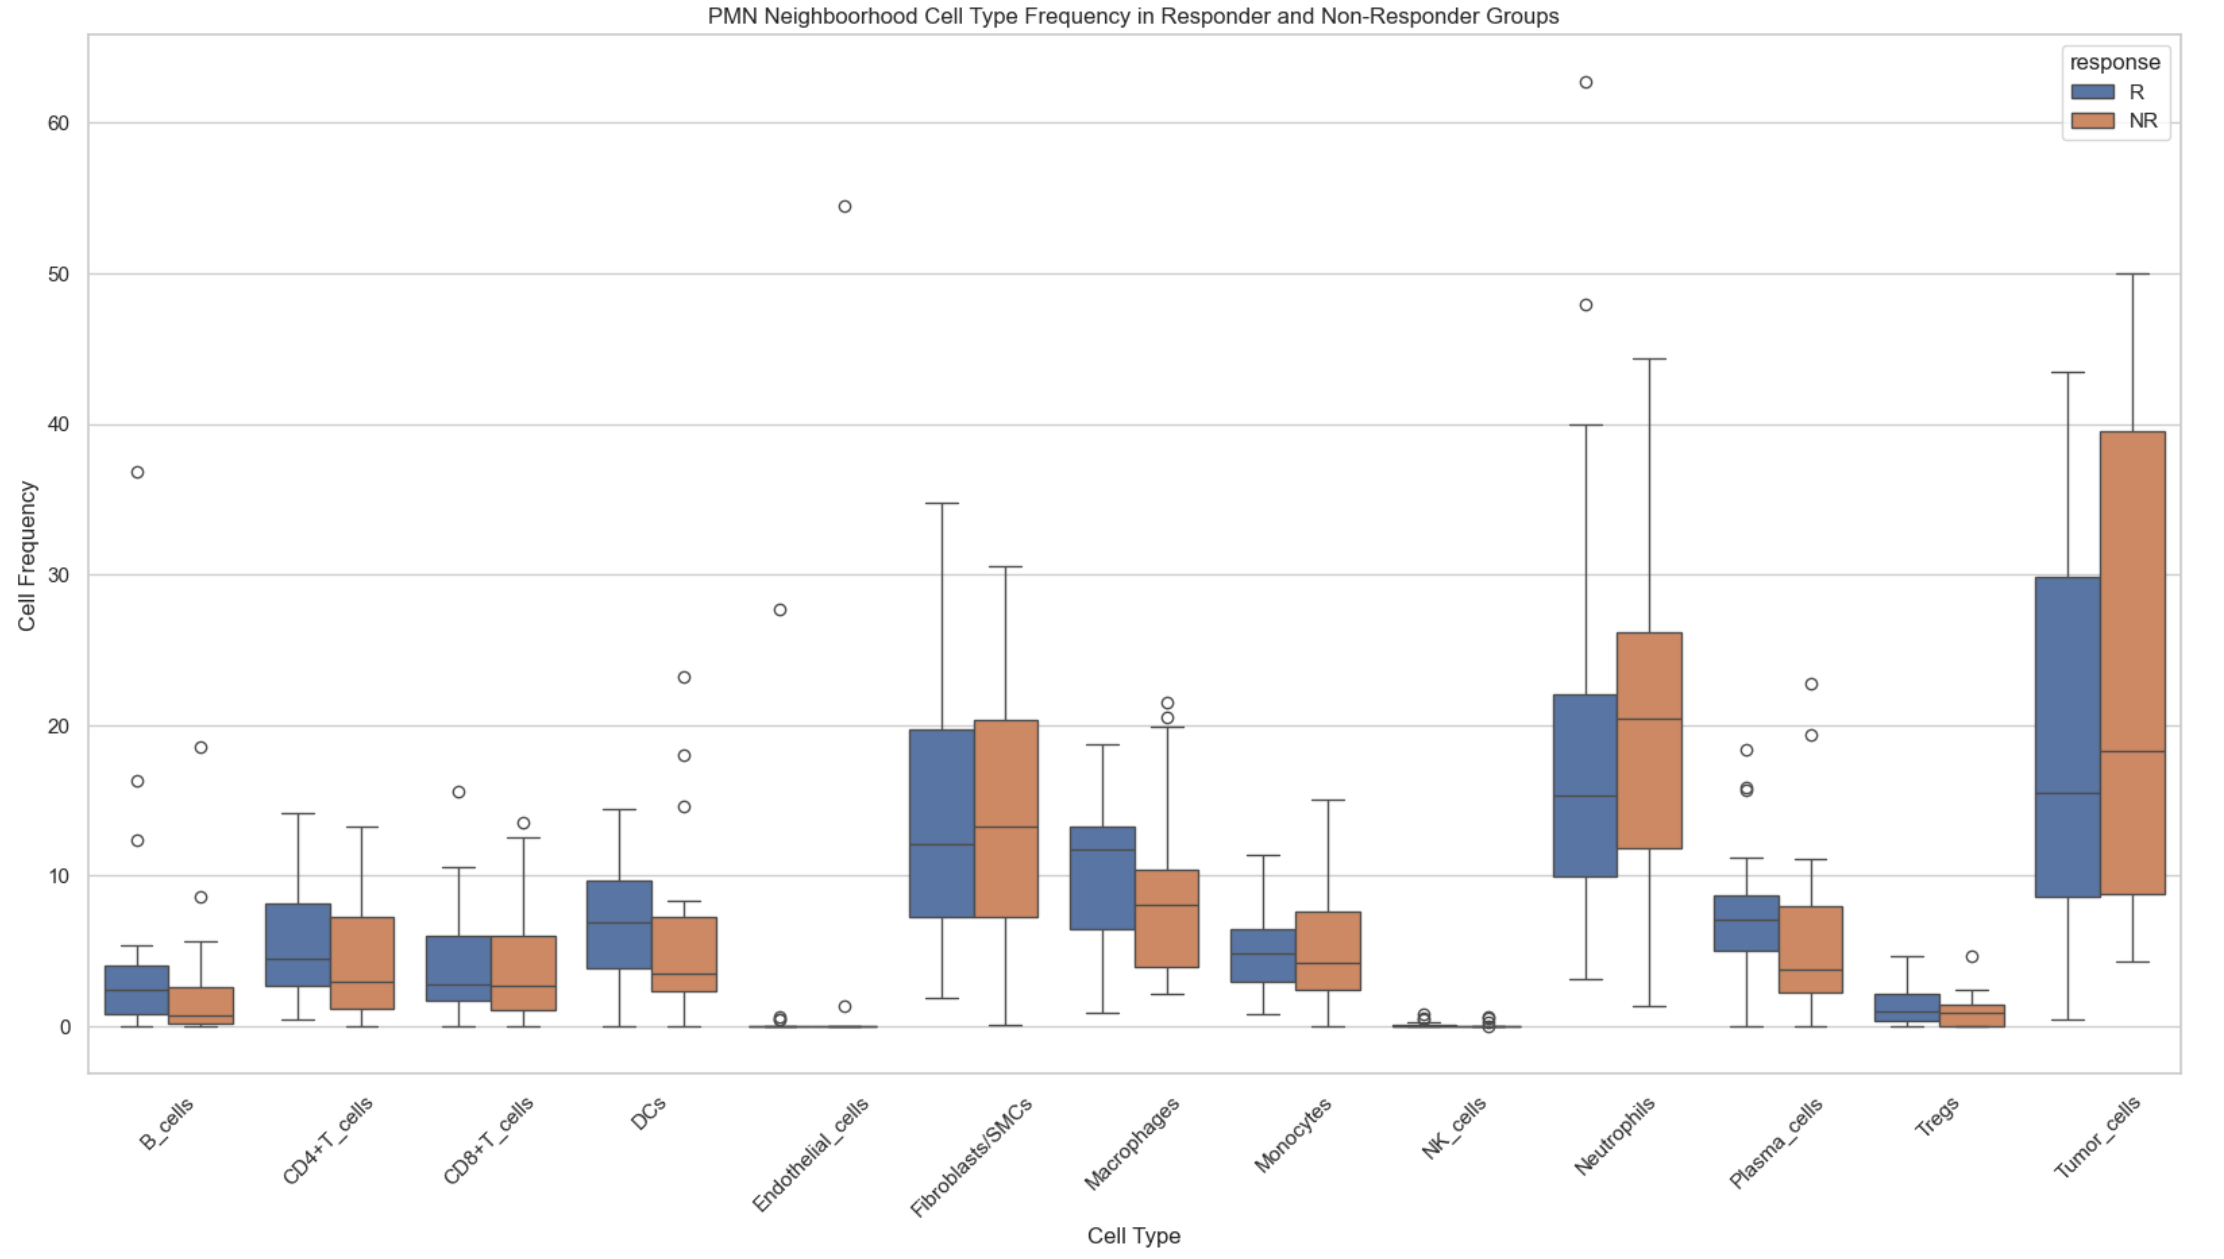 PMN Neighboorhood Cell Type Frequency in Responder and Non-Responder Groups
response
R
NR
60
50
40
30
20
10
0
Cell Frequency
B_cells
CD4+T_cells
CD8+T_cells
DCs
Endothelial_cells
Fibroblasts/SMCs
Macrophages
Monocytes
NK_cells
Neutrophils
Plasma_cells
Tregs
Tumor_cells
Cell Type